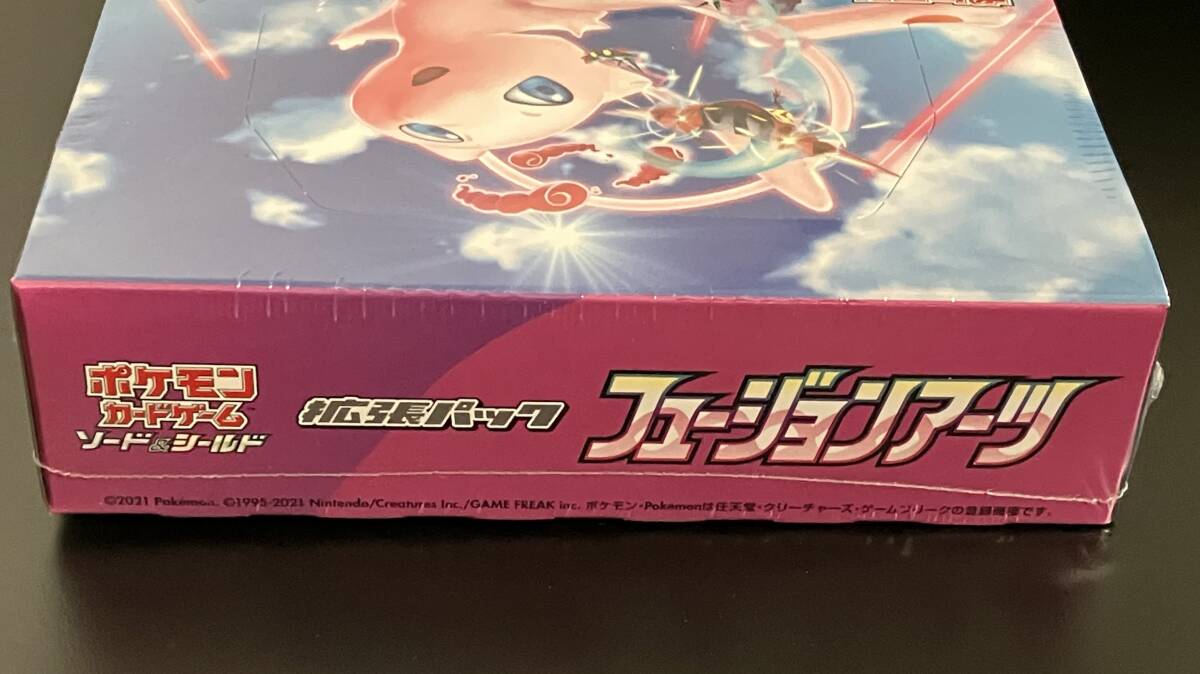 ポケモン
カードゲーム
ソード&シールド
拡張パック
フュージョンアーツ
©2021 Pokémon. ©1995-2021 Nintendo/Creatures Inc./GAME FREAK inc. ポケモン・Pokémonは任天堂・クリーチャーズ・ゲームフリークの登録商標です。